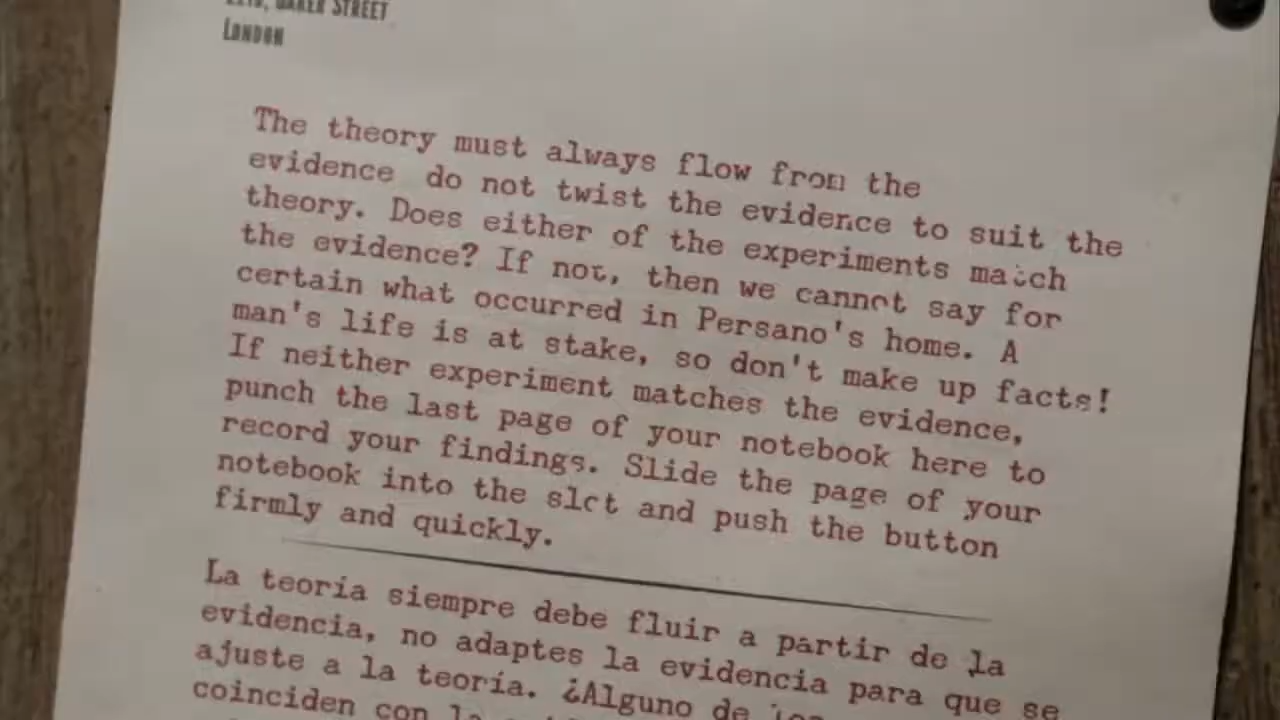 BAKER STREET
LONDON
The theory must always flow from the
evidence do not twist the evidence to suit the
theory. Does either of the experiments match
the evidence? If not, then we cannot say for
certain what occurred in Persano's home. A
man's life is at stake, so don't make up facts!
If neither experiment matches the evidence,
punch the last page of your notebook here to
record your findings. Slide the page of your
notebook into the slct and push the button
firmly and quickly.
La teoría siempre debe fluir a partir de la
evidencia, no adaptes la evidencia para que se
ajuste a la teoría. ¿Alguno de los
coinciden con la